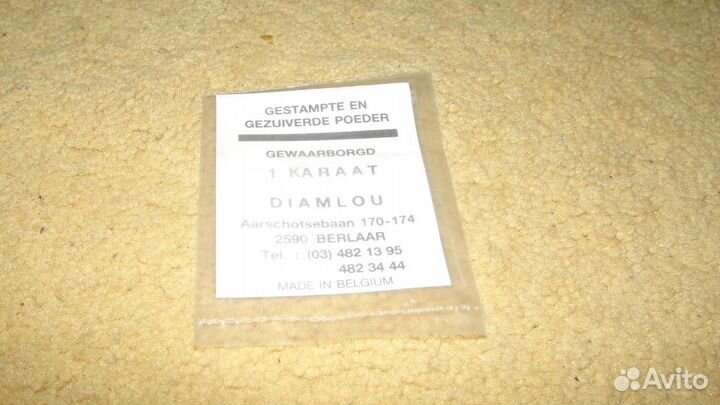 GESTAMPTE EN
GEZUIVERDE POEDER
GEWAARBORGD
1 KARAAT
DIAMLOU
Aarschotsebaan 170-174
2590 BERLAAR
Tel. : (03) 482 13 95
482 34 44
MADE IN BELGIUM
Avito